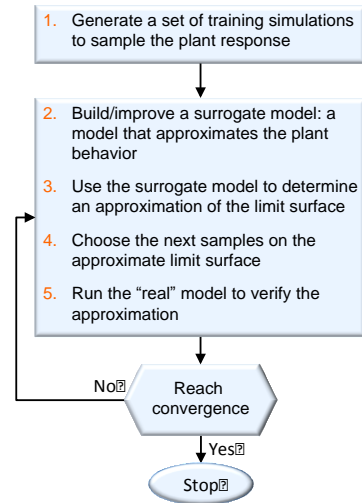 1. Generate a set of training simulations
to sample the plant response
2. Build/improve a surrogate model: a
model that approximates the plant
behavior
3. Use the surrogate model to determine
an approximation of the limit surface
4. Choose the next samples on the
approximate limit surface
5. Run the “real” model to verify the
approximation
No⍰
Reach
convergence
Yes⍰
Stop⍰